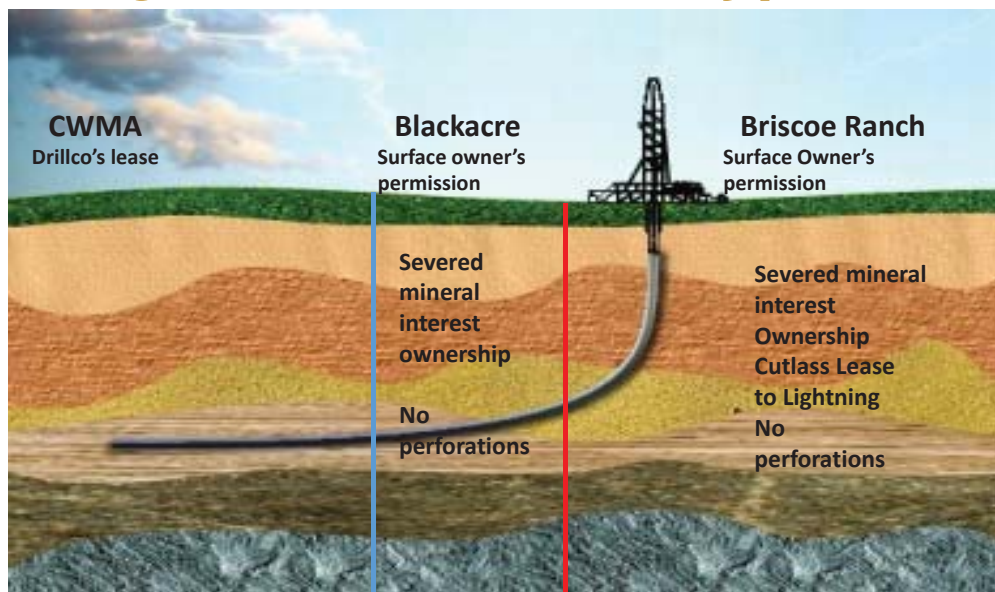 CWMA
Drillco's lease
Blackacre
Surface owner's
permission
Briscoe Ranch
Surface Owner's
permission
Severed
mineral
interest
ownership
No
perforations
Severed mineral
interest
Ownership
Cutlass Lease
to Lightning
No
perforations